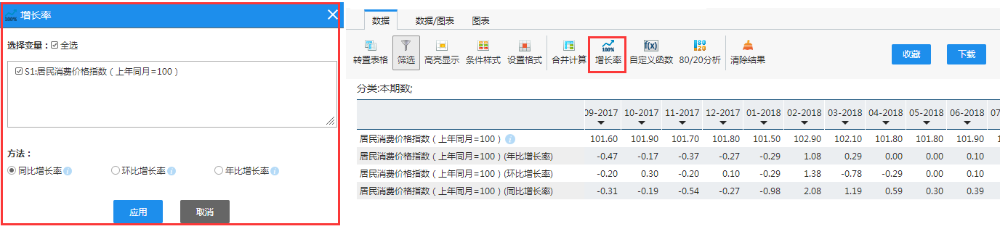 100% 增长率
选择变量： 全选
S1:居民消费价格指数（上年同月=100）
方法：
同比增长率 环比增长率 年比增长率
应用 取消
数据 数据/图表 图表
转置表格 筛选 高亮显示 条件样式 设置格式 合并计算 增长率 自定义函数 80/20分析 清除结果
收藏 下载
分类:本期数;
09-2017 10-2017 11-2017 12-2017 01-2018 02-2018 03-2018 04-2018 05-2018 06-2018 07
居民消费价格指数（上年同月=100） 101.60 101.90 101.70 101.80 101.50 102.90 102.10 101.80 101.80 101.90
居民消费价格指数（上年同月=100）(年比增长率) -0.47 -0.17 -0.37 -0.27 -0.29 1.08 0.29 0.00 0.00 0.10
居民消费价格指数（上年同月=100）(环比增长率) -0.20 0.30 -0.20 0.10 -0.29 1.38 -0.78 -0.29 0.00 0.10
居民消费价格指数（上年同月=100）(同比增长率) -0.31 -0.19 -0.54 -0.27 -0.98 2.08 1.19 0.59 0.30 0.39